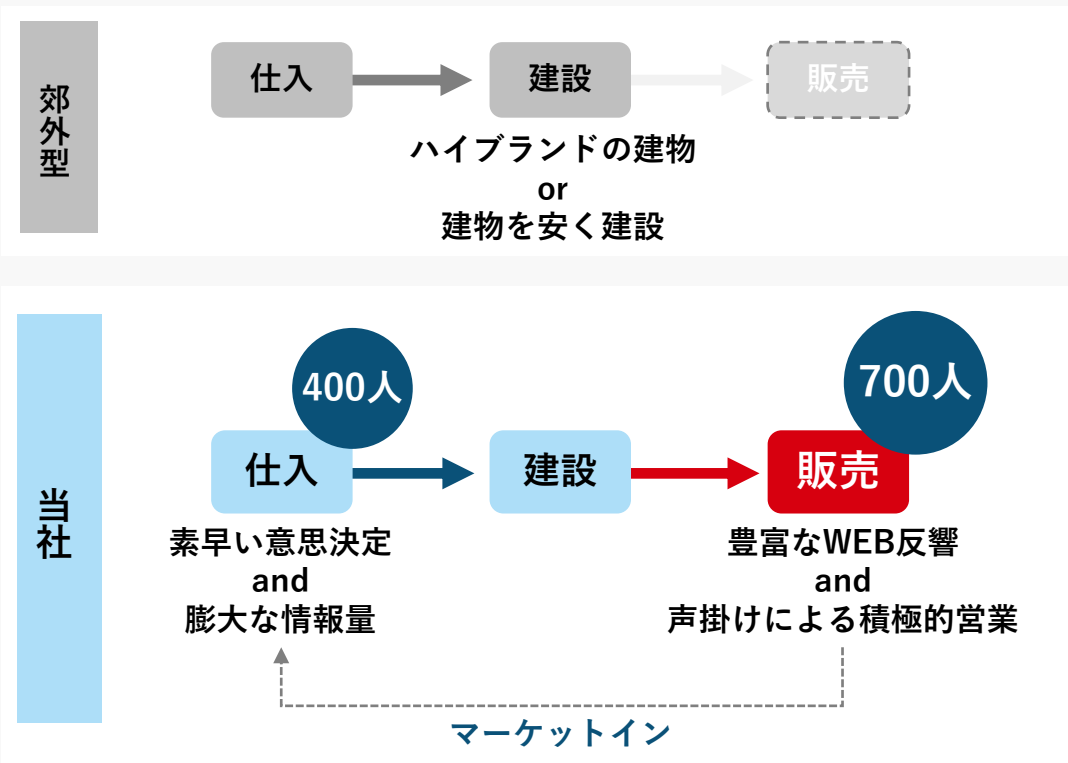 郊外型
仕入
建設
販売
ハイブランドの建物
or
建物を安く建設
当社
400人
700人
仕入
建設
販売
素早い意思決定
and
膨大な情報量
豊富なWEB反響
and
声掛けによる積極的営業
マーケットイン